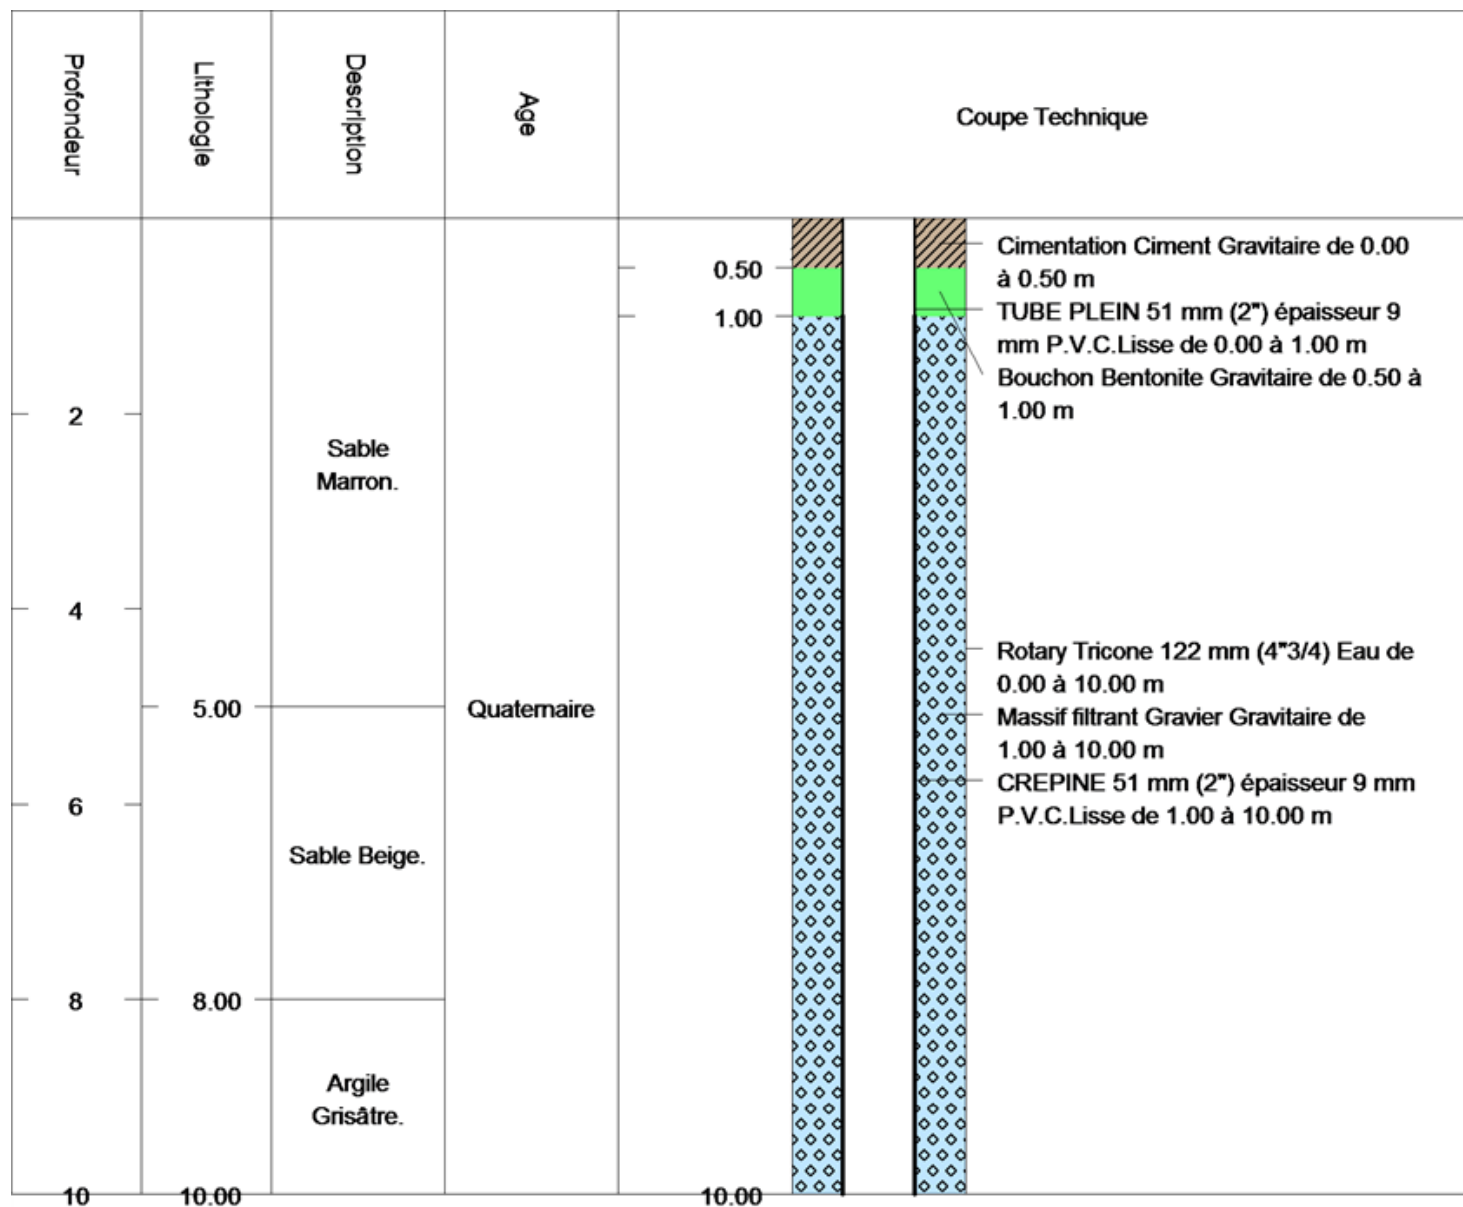 Profondeur
Lithologie
Description
Age
Coupe Technique
0.50
1.00
Cimentation Ciment Gravitaire de 0.00
à 0.50 m
TUBE PLEIN 51 mm (2") épaisseur 9
mm P.V.C.Lisse de 0.00 à 1.00 m
Bouchon Bentonite Gravitaire de 0.50 à
1.00 m
2
Sable
Marron.
4
Rotary Tricone 122 mm (4"3/4) Eau de
0.00 à 10.00 m
5.00
Quaternaire
Massif filtrant Gravier Gravitaire de
1.00 à 10.00 m
CREPINE 51 mm (2") épaisseur 9 mm
P.V.C.Lisse de 1.00 à 10.00 m
6
Sable Beige.
8
8.00
Argile
Grisâtre.
10
10.00
10.00